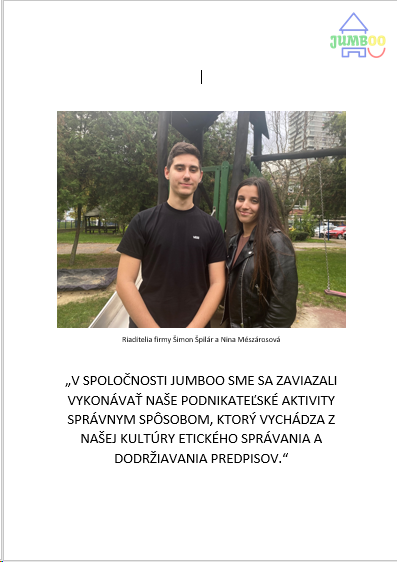 JUMBOO
Riaditelia firmy Šimon Špilár a Nina Mészárosová
„V SPOLOČNOSTI JUMBOO SME SA ZAVIAZALI
VYKONÁVAŤ NAŠE PODNIKATEĽSKÉ AKTIVITY
SPRÁVNYM SPÔSOBOM, KTORÝ VYCHÁDZA Z
NAŠEJ KULTÚRY ETICKÉHO SPRÁVANIA A
DODRŽIAVANIA PREDPISOV.“